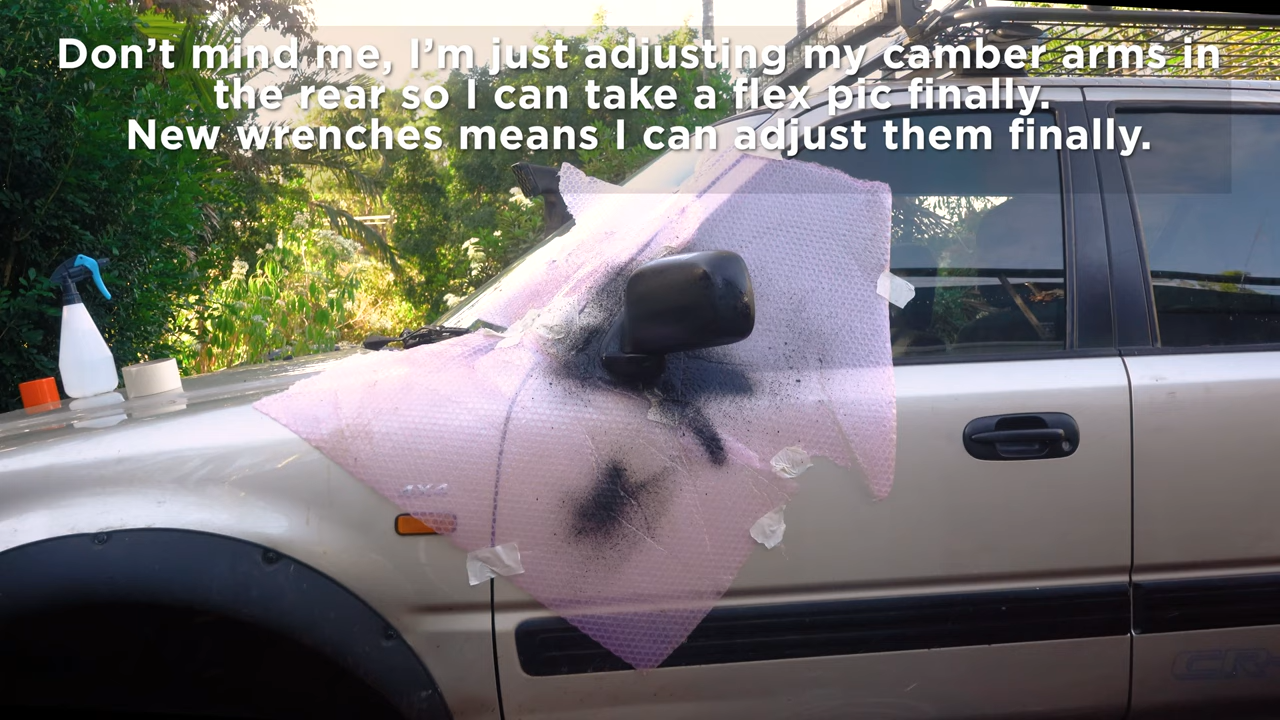 Don't mind me, I'm just adjusting my camber arms in
the rear so I can take a flex pic finally.
New wrenches means I can adjust them finally.
4X4
CR-